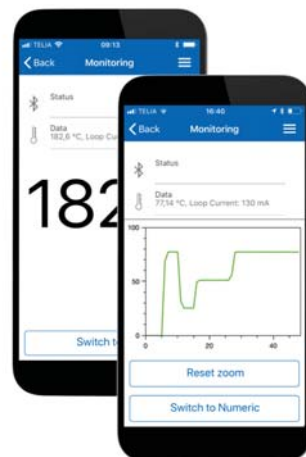 TELIA
09:13
Back
Monitoring
Status
Data
182,6 °C, Loop Cu
182
Switch to
TELIA
16:40
Back
Monitoring
Status
Data
77,14 °C, Loop Current: 130 mA
100
50
0
0
20
40
Reset zoom
Switch to Numeric